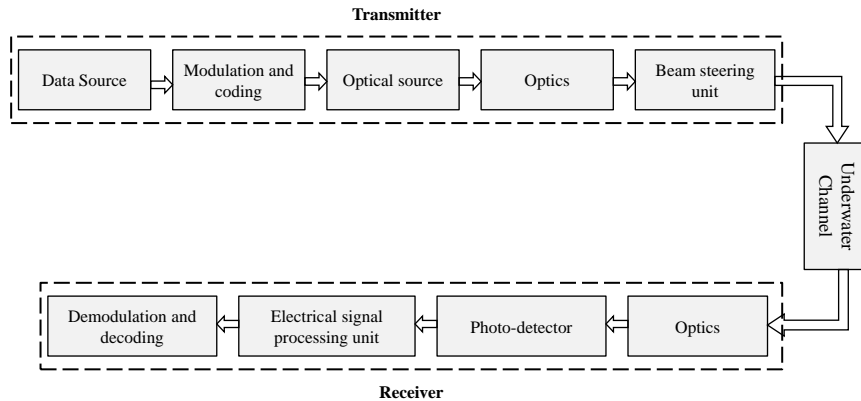 Transmitter
Data Source
Modulation and
coding
Optical source
Optics
Beam steering
unit
Underwater
Channel
Demodulation and
decoding
Electrical signal
processing unit
Photo-detector
Optics
Receiver